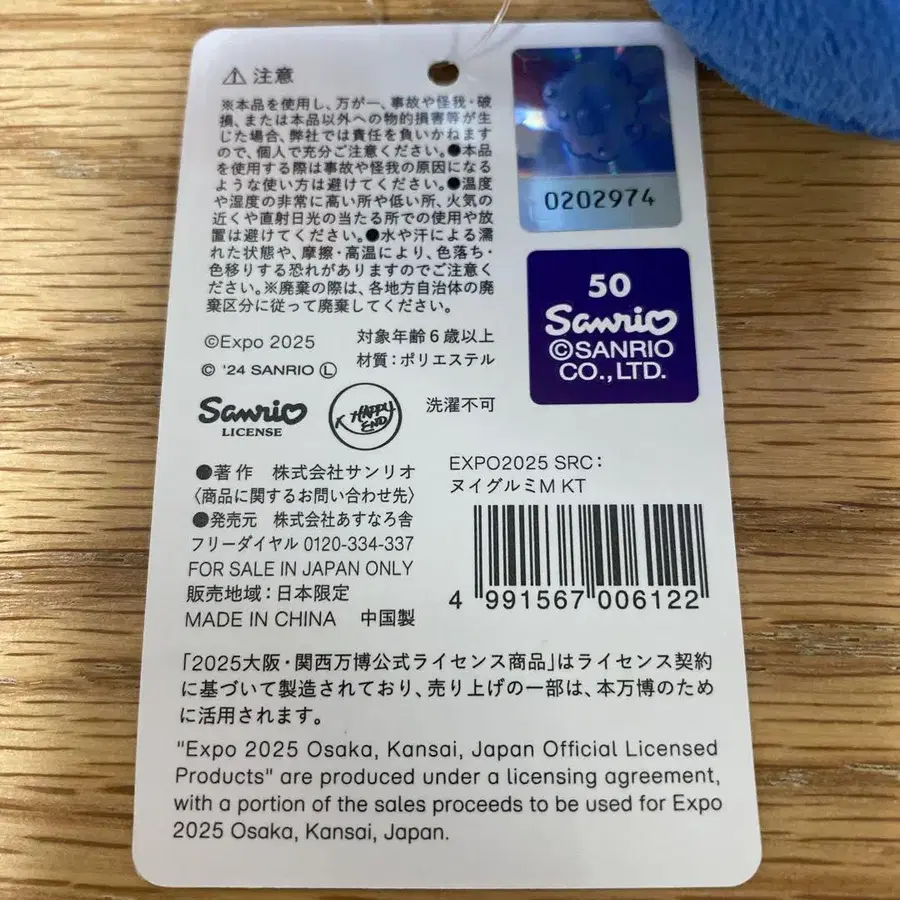 ⚠ 注意
※本品を使用し、万が一、事故や怪我・破
損、または本品以外への物的損害等が生
じた場合、弊社では責任を負いかねます
ので、個人で充分ご注意ください。●本品
を使用する際は事故や怪我の原因になる
ような使い方は避けてください。●温度
や湿度の非常に高い所や低い所、火気の
近くや直射日光の当たる所での使用や放
置は避けてください。●水や汗による濡
れた状態や、摩擦・高温により、色落ち・
色移りする恐れがありますのでご注意く
ださい。※廃棄の際は、各地方自治体の廃
棄区分に従って廃棄してください。
0202974
50
Sanrio
©SANRIO
CO., LTD.
©Expo 2025
© '24 SANRIO Ⓛ
対象年齢6歳以上
材質：ポリエステル
Sanrio
LICENSE
HAPPY
END
洗濯不可
●著作 株式会社サンリオ
〈商品に関するお問い合わせ先〉
●発売元 株式会社あすなろ舎
フリーダイヤル 0120-334-337
FOR SALE IN JAPAN ONLY
販売地域：日本限定
MADE IN CHINA 中国製
EXPO2025 SRC：
ヌイグルミM KT
4 991567 006122
「2025大阪・関西万博公式ライセンス商品」はライセンス契約
に基づいて製造されており、売り上げの一部は、本万博のため
に活用されます。
"Expo 2025 Osaka, Kansai, Japan Official Licensed
Products" are produced under a licensing agreement,
with a portion of the sales proceeds to be used for Expo
2025 Osaka, Kansai, Japan.